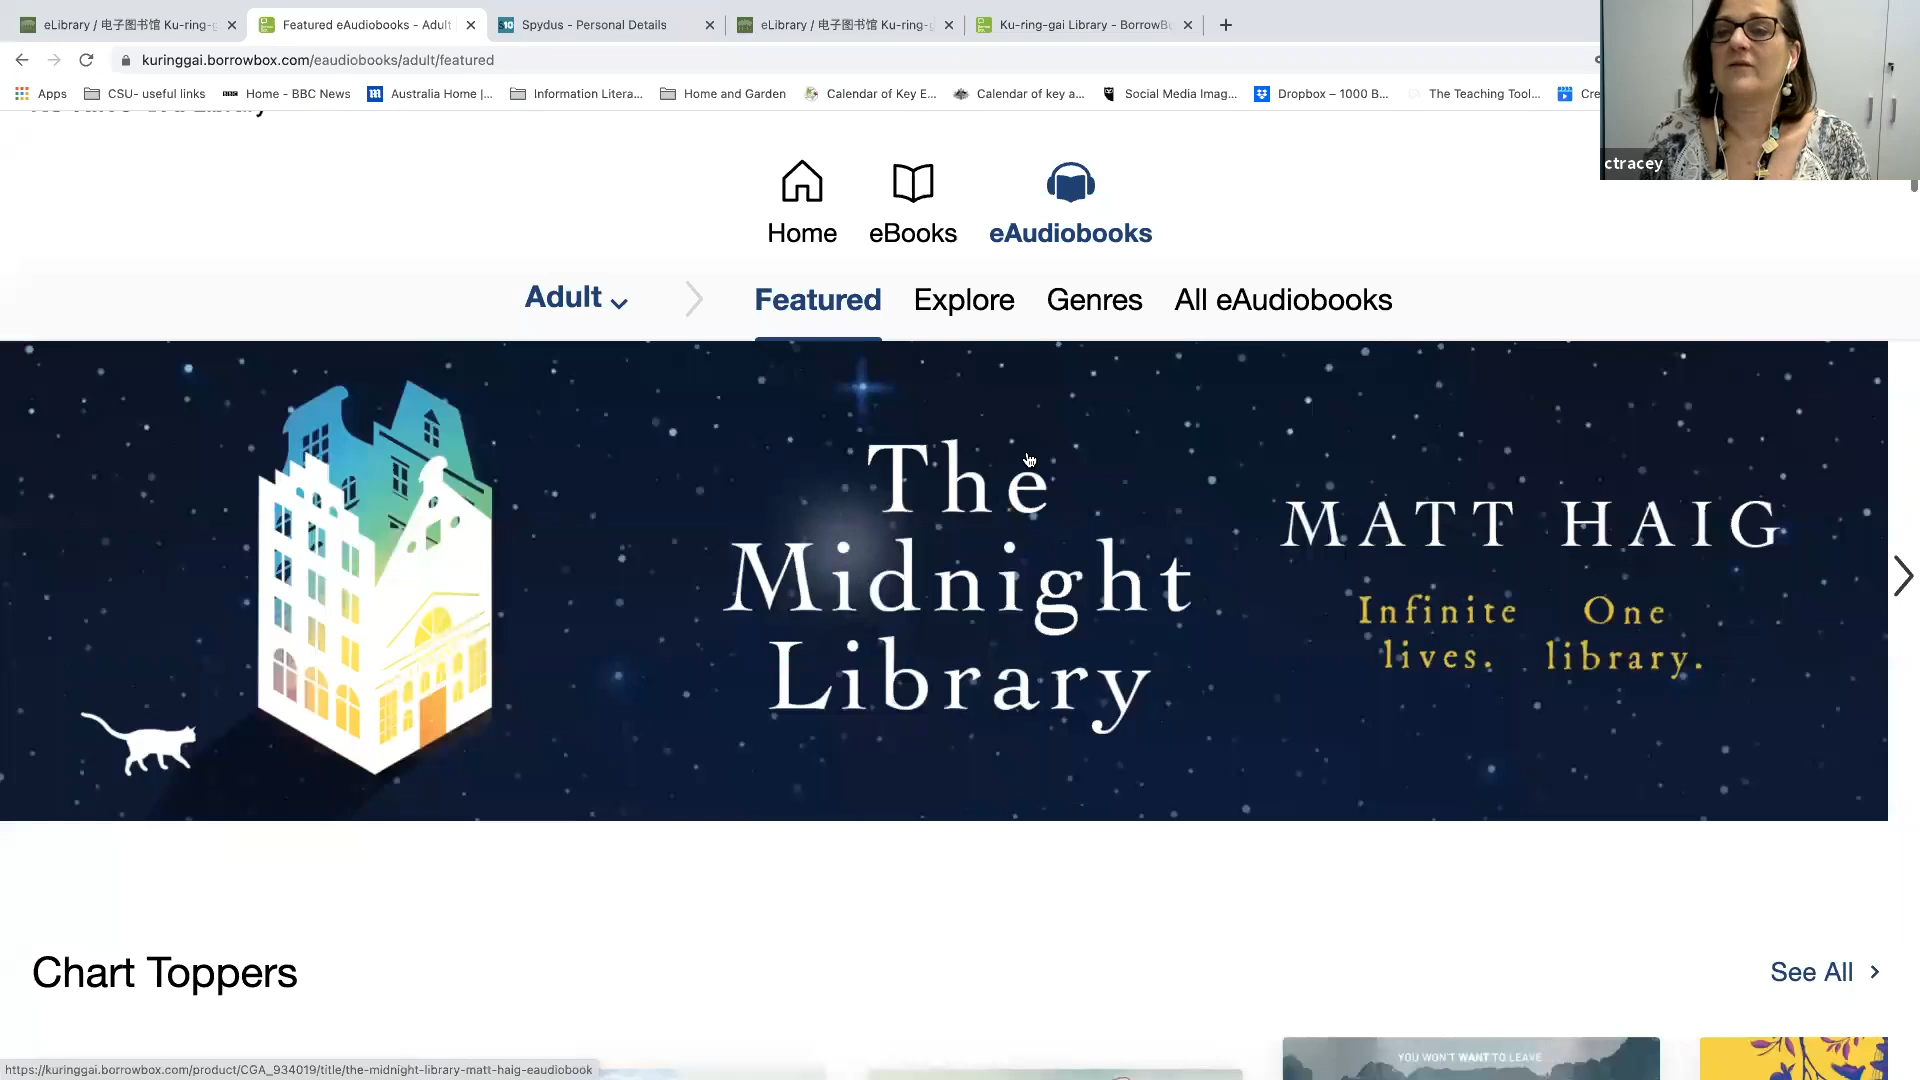 eLibrary / 电子图书馆 Ku-ring-g
Featured eAudiobooks - Adult
Spydus - Personal Details
eLibrary / 电子图书馆 Ku-ring-g
Ku-ring-gai Library - BorrowB
kuringgai.borrowbox.com/eaudiobooks/adult/featured
Apps
CSU- useful links
Home - BBC News
Australia Home |...
Information Litera...
Home and Garden
Calendar of Key E...
Calendar of key a...
Social Media Imag...
Dropbox – 1000 B...
The Teaching Tool...
Cre
ctracey
Home
eBooks
eAudiobooks
Adult
Featured
Explore
Genres
All eAudiobooks
The
Midnight
Library
MATT HAIG
Infinite lives.
One library.
Chart Toppers
See All
YOU WON'T WANT TO LEAVE
https://kuringgai.borrowbox.com/product/CGA_934019/title/the-midnight-library-matt-haig-eaudiobook